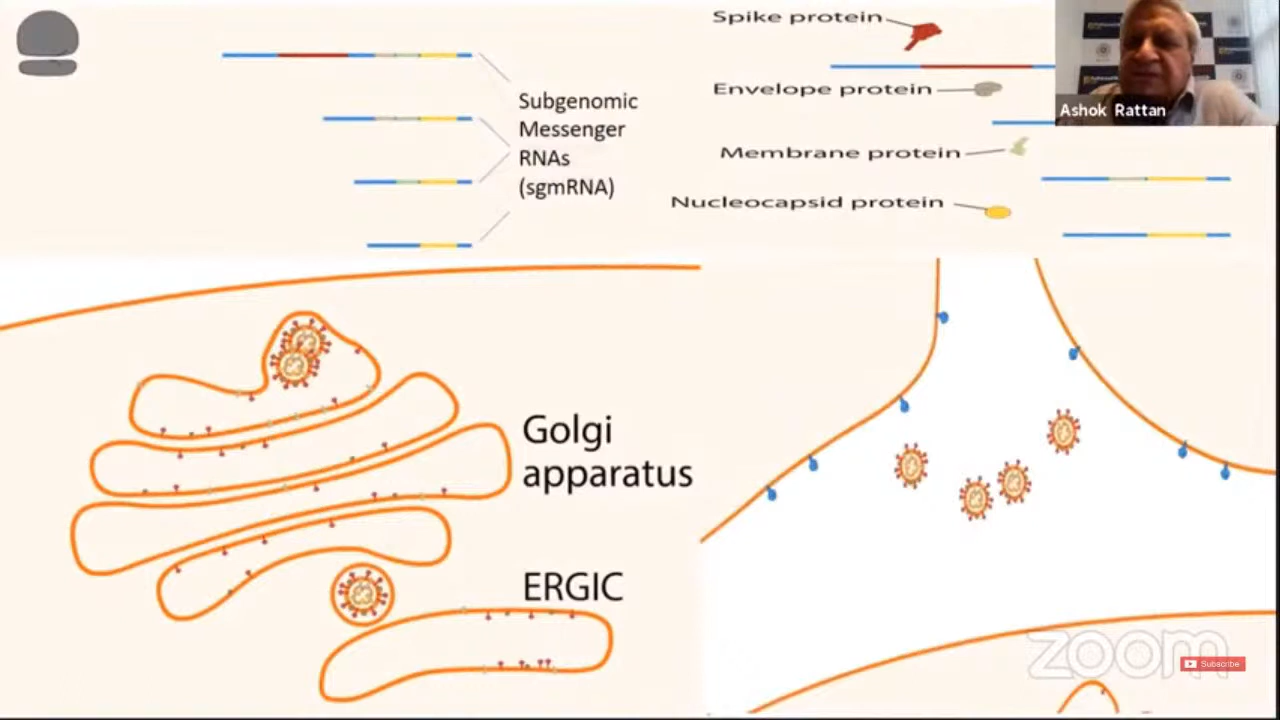 Spike protein
Envelope protein
Membrane protein
Nucleocapsid protein
Subgenomic
Messenger
RNAs
(sgmRNA)
Ashok Rattan
Golgi
apparatus
ERGIC
zoom
Subscribe